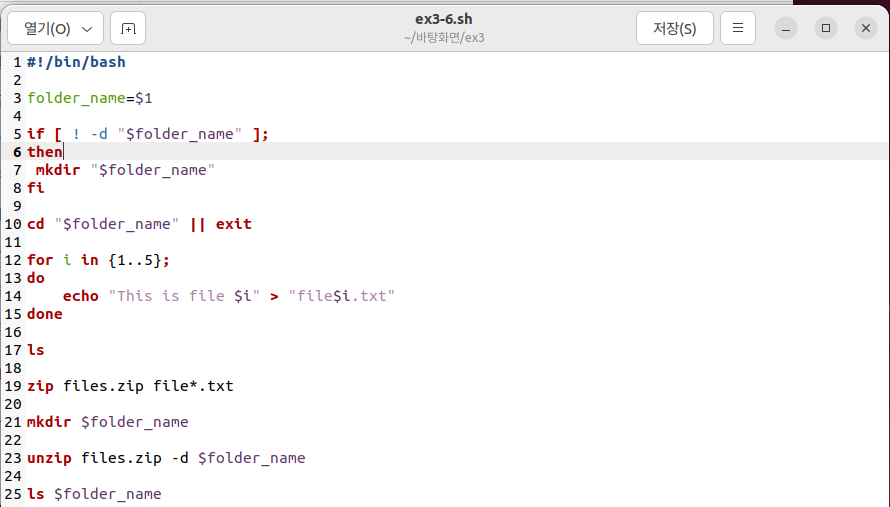 열기(O)
ex3-6.sh
~/바탕화면/ex3
저장(S)
1 #!/bin/bash
2
3 folder_name=$1
4
5 if [ ! -d "$folder_name" ];
6 then
7  mkdir "$folder_name"
8 fi
9
10 cd "$folder_name" || exit
11
12 for i in {1..5};
13 do
14     echo "This is file $i" > "file$i.txt"
15 done
16
17 ls
18
19 zip files.zip file*.txt
20
21 mkdir $folder_name
22
23 unzip files.zip -d $folder_name
24
25 ls $folder_name